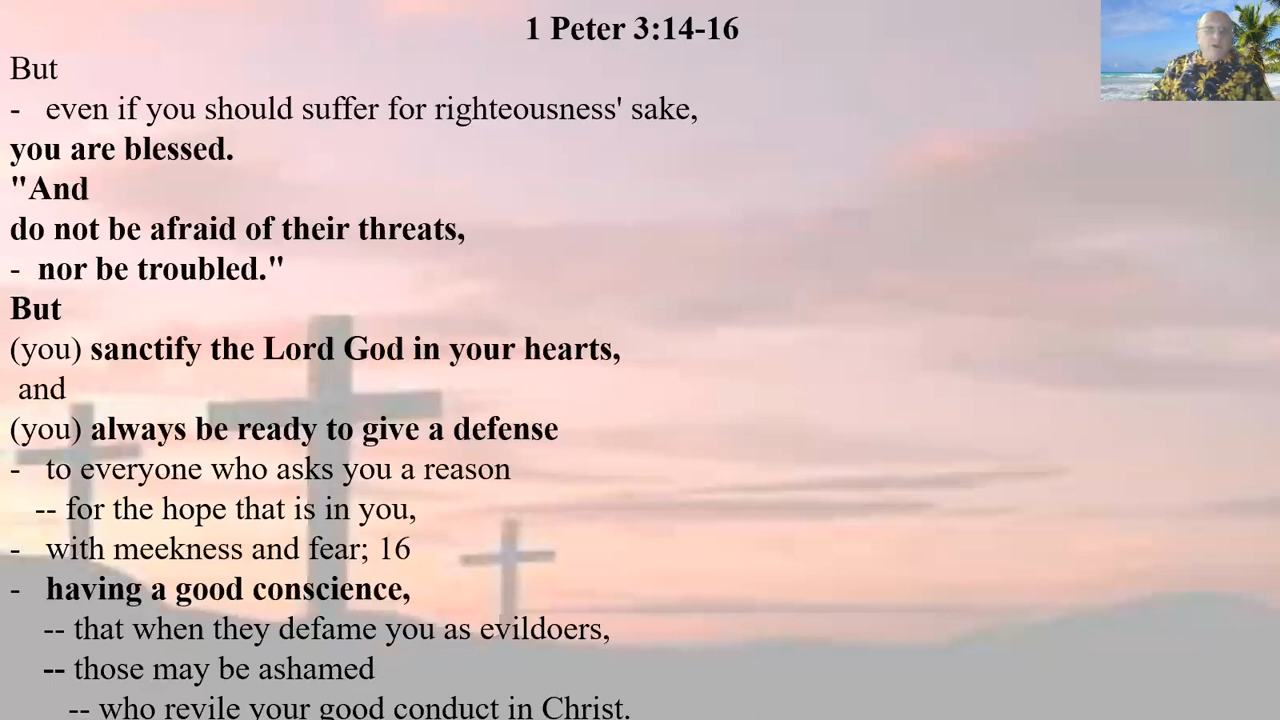 1 Peter 3:14-16
But
- even if you should suffer for righteousness' sake,
you are blessed.
"And
do not be afraid of their threats,
- nor be troubled."
But
(you) sanctify the Lord God in your hearts,
and
(you) always be ready to give a defense
- to everyone who asks you a reason
-- for the hope that is in you,
- with meekness and fear; 16
- having a good conscience,
-- that when they defame you as evildoers,
-- those may be ashamed
-- who revile your good conduct in Christ.